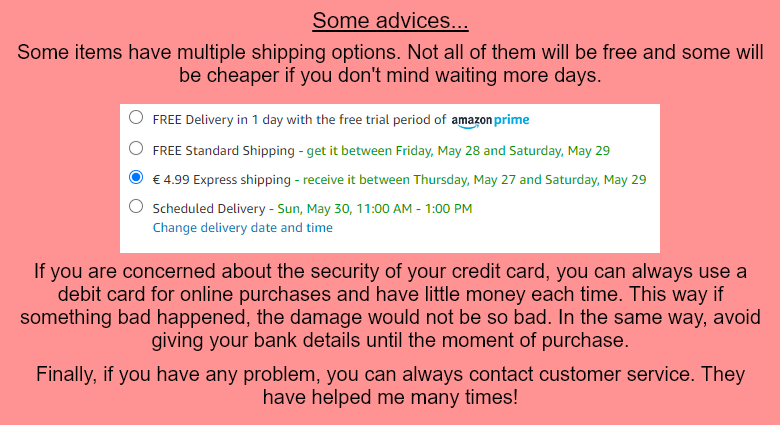 Some advices...
Some items have multiple shipping options. Not all of them will be free and some will
be cheaper if you don't mind waiting more days.
FREE Delivery in 1 day with the free trial period of amazon prime
FREE Standard Shipping - get it between Friday, May 28 and Saturday, May 29
€ 4.99 Express shipping - receive it between Thursday, May 27 and Saturday, May 29
Scheduled Delivery - Sun, May 30, 11:00 AM - 1:00 PM
Change delivery date and time
If you are concerned about the security of your credit card, you can always use a
debit card for online purchases and have little money each time. This way if
something bad happened, the damage would not be so bad. In the same way, avoid
giving your bank details until the moment of purchase.
Finally, if you have any problem, you can always contact customer service. They
have helped me many times!